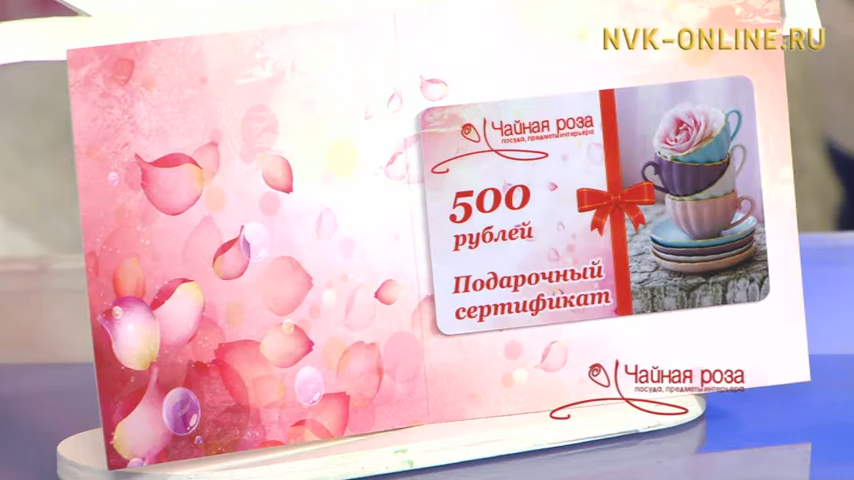 NVK-ONLINE.RU
Чайная роза
посуда, предметы интерьера
500
рублей
Подарочный
сертификат
Чайная роза
посуда, предметы интерьера